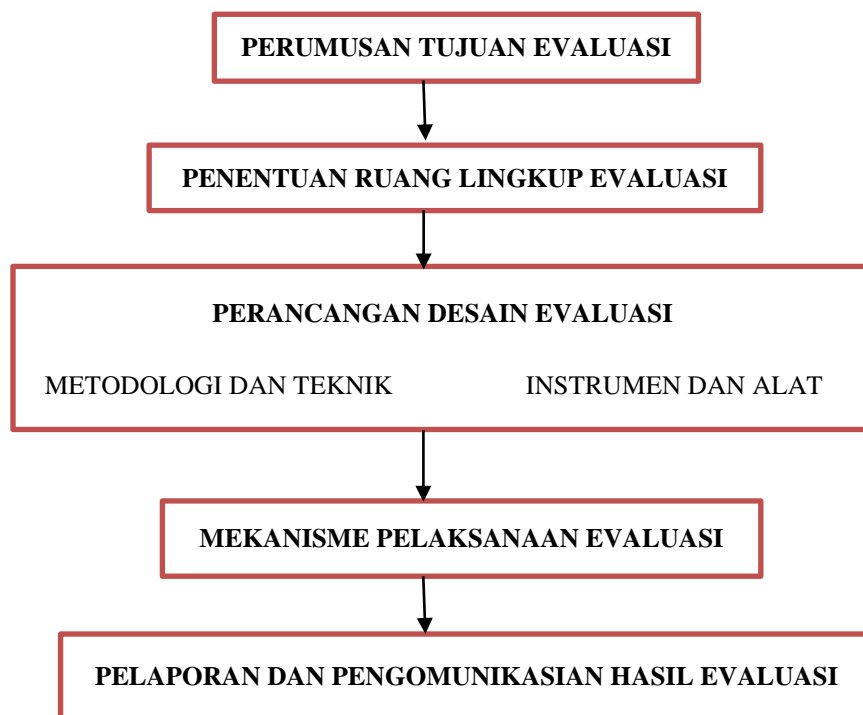 PERUMUSAN TUJUAN EVALUASI
PENENTUAN RUANG LINGKUP EVALUASI
PERANCANGAN DESAIN EVALUASI
METODOLOGI DAN TEKNIK
INSTRUMEN DAN ALAT
MEKANISME PELAKSANAAN EVALUASI
PELAPORAN DAN PENGOMUNIKASIAN HASIL EVALUASI